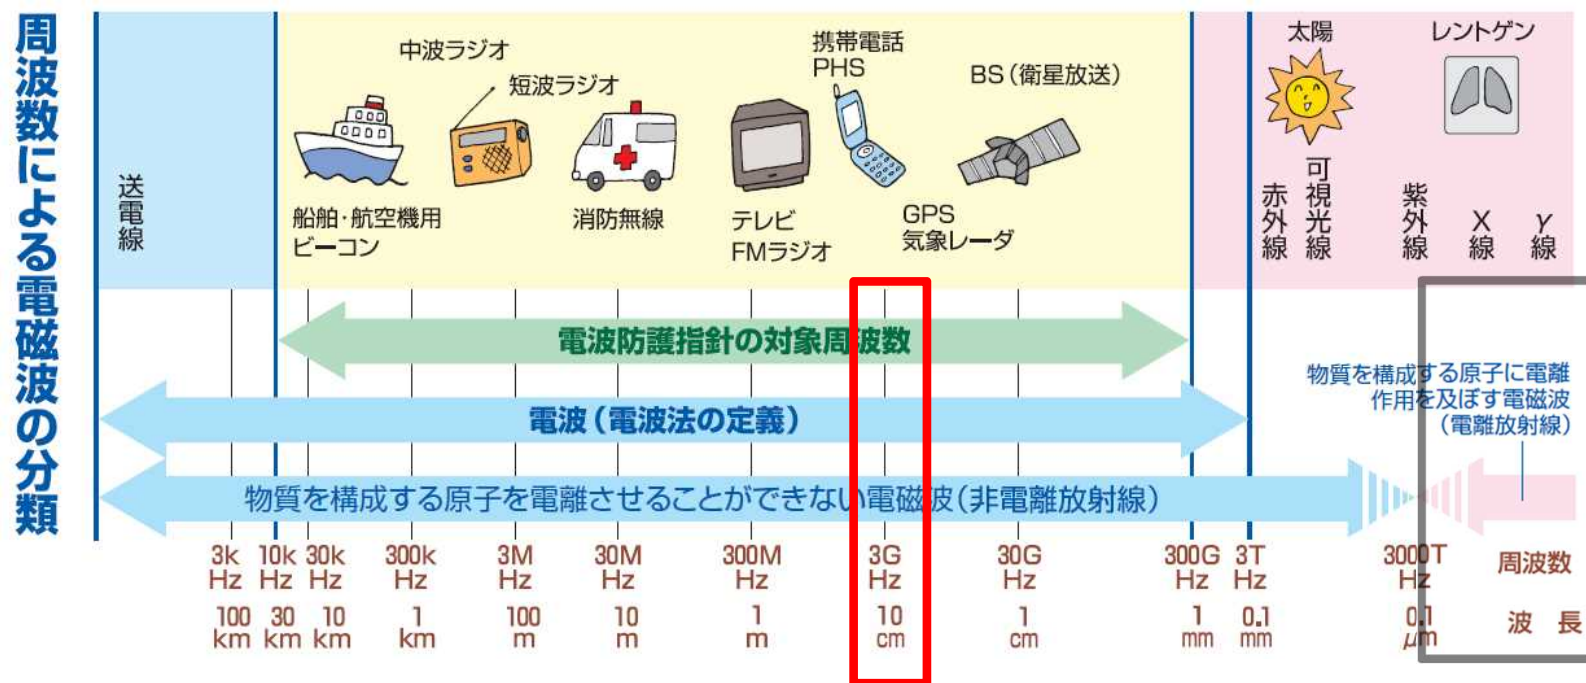 周波数による電磁波の分類
送電線
中波ラジオ
短波ラジオ
船舶・航空機用
ビーコン
消防無線
テレビ
FMラジオ
携帯電話
PHS
GPS
気象レーダ
BS(衛星放送)
太陽
レントゲン
赤外線
可視光線
紫外線
X線
γ線
電波防護指針の対象周波数
電波(電波法の定義)
物質を構成する原子を電離させることができない電磁波(非電離放射線)
物質を構成する原子に電離
作用を及ぼす電磁波
(電離放射線)
3k 10k 30k 300k 3M 30M 300M 3G 30G 300G 3T 3000T
Hz Hz Hz Hz Hz Hz Hz Hz Hz Hz Hz Hz
周波数
100 30 10 1 100 10 1 10 1 1 0.1 0.1
km km km km m m m cm cm mm mm μm
波長